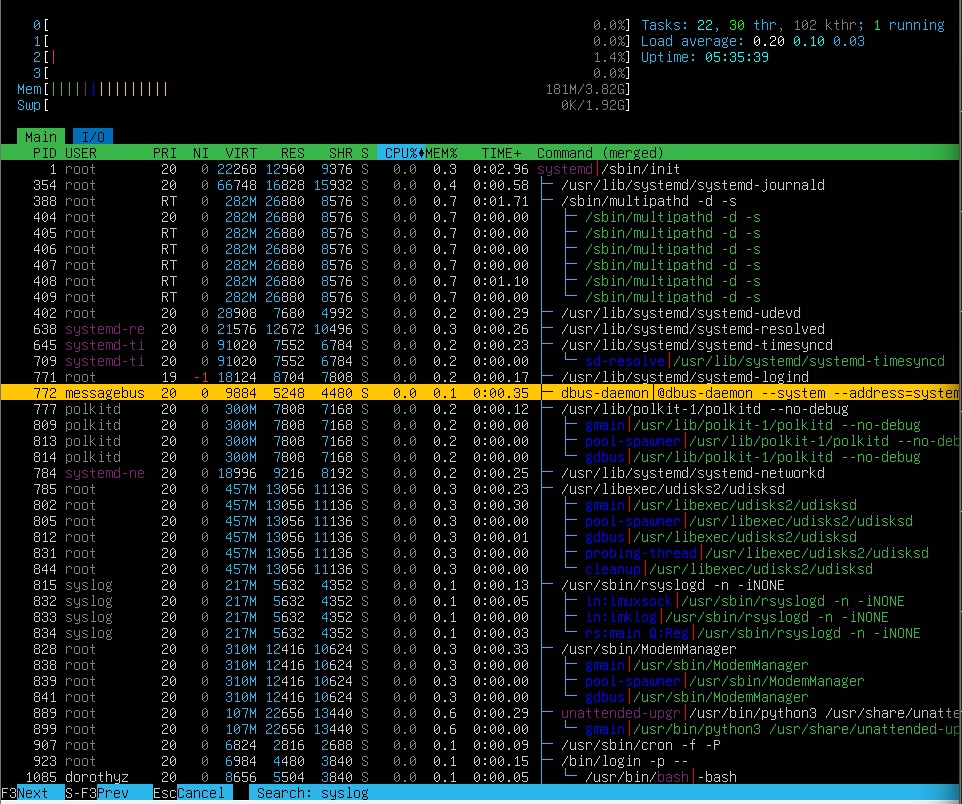 0[ 0.0%] Tasks: 22, 30 thr, 102 kthr; 1 running
1[ 0.0%] Load average: 0.20 0.10 0.03
2[| 1.4%] Uptime: 05:35:39
3[ 0.0%]
Mem[||||||||||||||| 181M/3.82G]
Swp[ 0K/1.92G]
Main I/O
PID USER PRI NI VIRT RES SHR S CPU% MEM% TIME+ Command (merged)
1 root 20 0 22268 12960 9376 S 0.0 0.3 0:02.96 systemd|/sbin/init
354 root 20 0 66748 16828 15932 S 0.0 0.4 0:00.58 ├─ /usr/lib/systemd/systemd-journald
388 root RT 0 282M 26880 8576 S 0.0 0.7 0:01.71 ├─ /sbin/multipathd -d -s
404 root 20 0 282M 26880 8576 S 0.0 0.7 0:00.00 │ ├─ /sbin/multipathd -d -s
405 root RT 0 282M 26880 8576 S 0.0 0.7 0:00.00 │ ├─ /sbin/multipathd -d -s
406 root RT 0 282M 26880 8576 S 0.0 0.7 0:00.00 │ ├─ /sbin/multipathd -d -s
407 root RT 0 282M 26880 8576 S 0.0 0.7 0:00.00 │ ├─ /sbin/multipathd -d -s
408 root RT 0 282M 26880 8576 S 0.0 0.7 0:01.10 │ ├─ /sbin/multipathd -d -s
409 root RT 0 282M 26880 8576 S 0.0 0.7 0:00.00 │ └─ /sbin/multipathd -d -s
402 root 20 0 28908 7680 4992 S 0.0 0.2 0:00.29 ├─ /usr/lib/systemd/systemd-udevd
638 systemd-re 20 0 21576 12672 10496 S 0.0 0.3 0:00.26 ├─ /usr/lib/systemd/systemd-resolved
645 systemd-ti 20 0 91020 7552 6784 S 0.0 0.2 0:00.23 ├─ /usr/lib/systemd/systemd-timesyncd
709 systemd-ti 20 0 91020 7552 6784 S 0.0 0.2 0:00.00 │ └─ sd-resolve|/usr/lib/systemd/systemd-timesyncd
771 root 19 -1 18124 8704 7808 S 0.0 0.2 0:00.17 ├─ /usr/lib/systemd/systemd-logind
772 messagebus 20 0 9884 5248 4480 S 0.0 0.1 0:00.35 ├─ dbus-daemon|@dbus-daemon --system --address=system
777 polkitd 20 0 300M 7808 7168 S 0.0 0.2 0:00.12 ├─ /usr/lib/polkit-1/polkitd --no-debug
809 polkitd 20 0 300M 7808 7168 S 0.0 0.2 0:00.00 │ ├─ gmain|/usr/lib/polkit-1/polkitd --no-debug
813 polkitd 20 0 300M 7808 7168 S 0.0 0.2 0:00.00 │ ├─ pool-spawner|/usr/lib/polkit-1/polkitd --no-deb
814 polkitd 20 0 300M 7808 7168 S 0.0 0.2 0:00.00 │ └─ gdbus|/usr/lib/polkit-1/polkitd --no-debug
784 systemd-ne 20 0 18996 9216 8192 S 0.0 0.2 0:00.25 ├─ /usr/lib/systemd/systemd-networkd
785 root 20 0 457M 13056 11136 S 0.0 0.3 0:00.23 ├─ /usr/libexec/udisks2/udisksd
802 root 20 0 457M 13056 11136 S 0.0 0.3 0:00.30 │ ├─ gmain|/usr/libexec/udisks2/udisksd
805 root 20 0 457M 13056 11136 S 0.0 0.3 0:00.00 │ ├─ pool-spawner|/usr/libexec/udisks2/udisksd
812 root 20 0 457M 13056 11136 S 0.0 0.3 0:00.01 │ ├─ gdbus|/usr/libexec/udisks2/udisksd
831 root 20 0 457M 13056 11136 S 0.0 0.3 0:00.00 │ ├─ probing-thread|/usr/libexec/udisks2/udisksd
844 root 20 0 457M 13056 11136 S 0.0 0.3 0:00.00 │ └─ cleanup|/usr/libexec/udisks2/udisksd
815 syslog 20 0 217M 5632 4352 S 0.0 0.1 0:00.13 ├─ /usr/sbin/rsyslogd -n -iNONE
832 syslog 20 0 217M 5632 4352 S 0.0 0.1 0:00.05 │ ├─ in:imuxsock|/usr/sbin/rsyslogd -n -iNONE
833 syslog 20 0 217M 5632 4352 S 0.0 0.1 0:00.00 │ ├─ in:imklog|/usr/sbin/rsyslogd -n -iNONE
834 syslog 20 0 217M 5632 4352 S 0.0 0.1 0:00.03 │ └─ rs:main Q:Reg|/usr/sbin/rsyslogd -n -iNONE
828 root 20 0 310M 12416 10624 S 0.0 0.3 0:00.33 ├─ /usr/sbin/ModemManager
838 root 20 0 310M 12416 10624 S 0.0 0.3 0:00.00 │ ├─ gmain|/usr/sbin/ModemManager
839 root 20 0 310M 12416 10624 S 0.0 0.3 0:00.00 │ ├─ pool-spawner|/usr/sbin/ModemManager
841 root 20 0 310M 12416 10624 S 0.0 0.3 0:00.00 │ └─ gdbus|/usr/sbin/ModemManager
889 root 20 0 107M 22656 13440 S 0.0 0.6 0:00.29 ├─ unattended-upgr|/usr/bin/python3 /usr/share/unatte
899 root 20 0 107M 22656 13440 S 0.0 0.6 0:00.00 │ └─ gmain|/usr/bin/python3 /usr/share/unattended-up
907 root 20 0 6824 2816 2688 S 0.0 0.1 0:00.09 ├─ /usr/sbin/cron -f -P
923 root 20 0 6984 4480 3840 S 0.0 0.1 0:00.15 ├─ /bin/login -p --
1085 dorothyz 20 0 8656 5504 3840 S 0.0 0.1 0:00.05 │ └─ /usr/bin/bash|-bash
F3Next S-F3Prev EscCancel Search: syslog